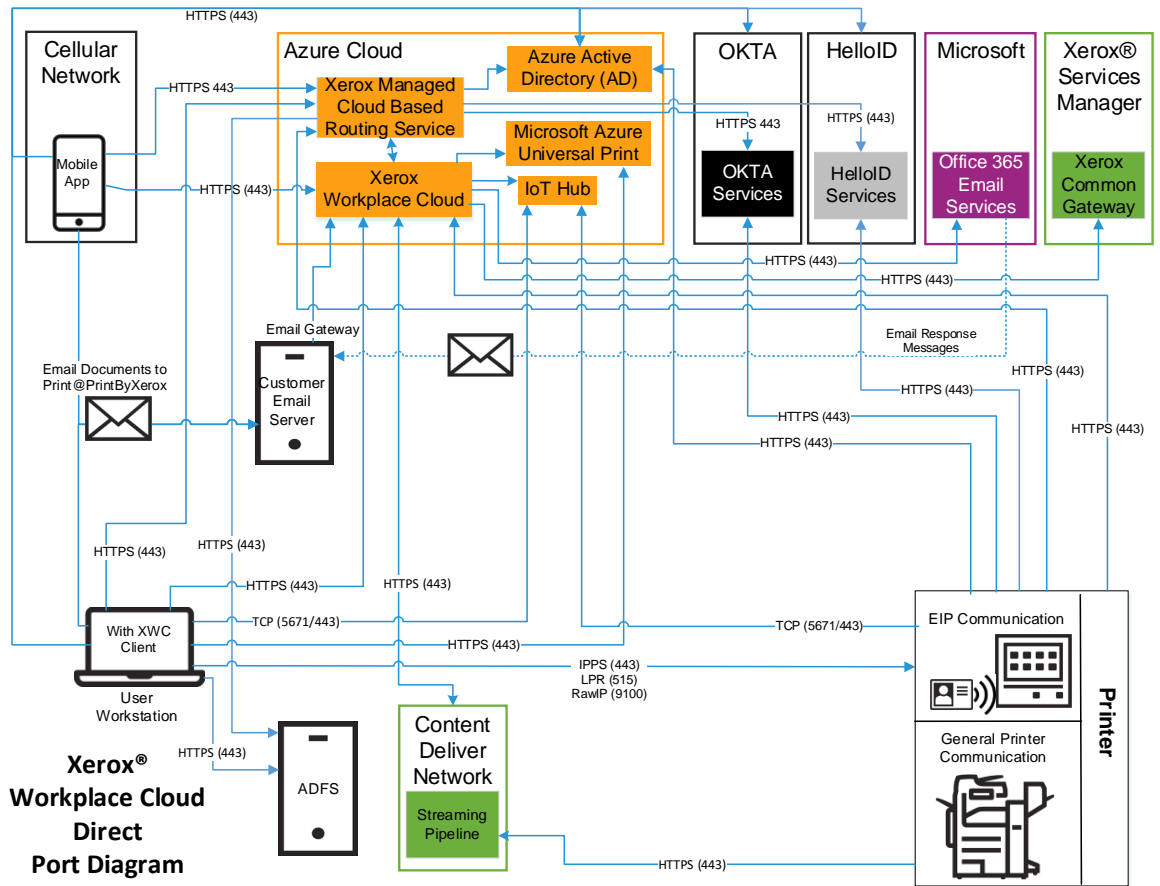 HTTPS (443)
Cellular
Network
Mobile
App
HTTPS 443
HTTPS (443)
Azure Cloud
Azure Active
Directory (AD)
Xerox Managed
Cloud Based
Routing Service
Microsoft Azure
Universal Print
Xerox
Workplace Cloud
IoT Hub
OKTA
HTTPS 443
OKTA
Services
HelloID
HTTPS (443)
HelloID
Services
Microsoft
Office 365
Email
Services
Xerox®
Services
Manager
Xerox
Common
Gateway
HTTPS (443)
HTTPS (443)
Email Gateway
Customer
Email
Server
Email Documents to
Print@PrintByXerox
Email Response
Messages
HTTPS (443)
HTTPS (443)
HTTPS (443)
HTTPS (443)
HTTPS (443)
HTTPS (443)
HTTPS (443)
HTTPS (443)
HTTPS (443)
TCP (5671/443)
HTTPS (443)
TCP (5671/443)
IPPS (443)
LPR (515)
RawIP (9100)
With XWC
Client
User
Workstation
HTTPS (443)
ADFS
Content
Deliver
Network
Streaming
Pipeline
HTTPS (443)
EIP Communication
General Printer
Communication
Printer
Xerox®
Workplace Cloud
Direct
Port Diagram